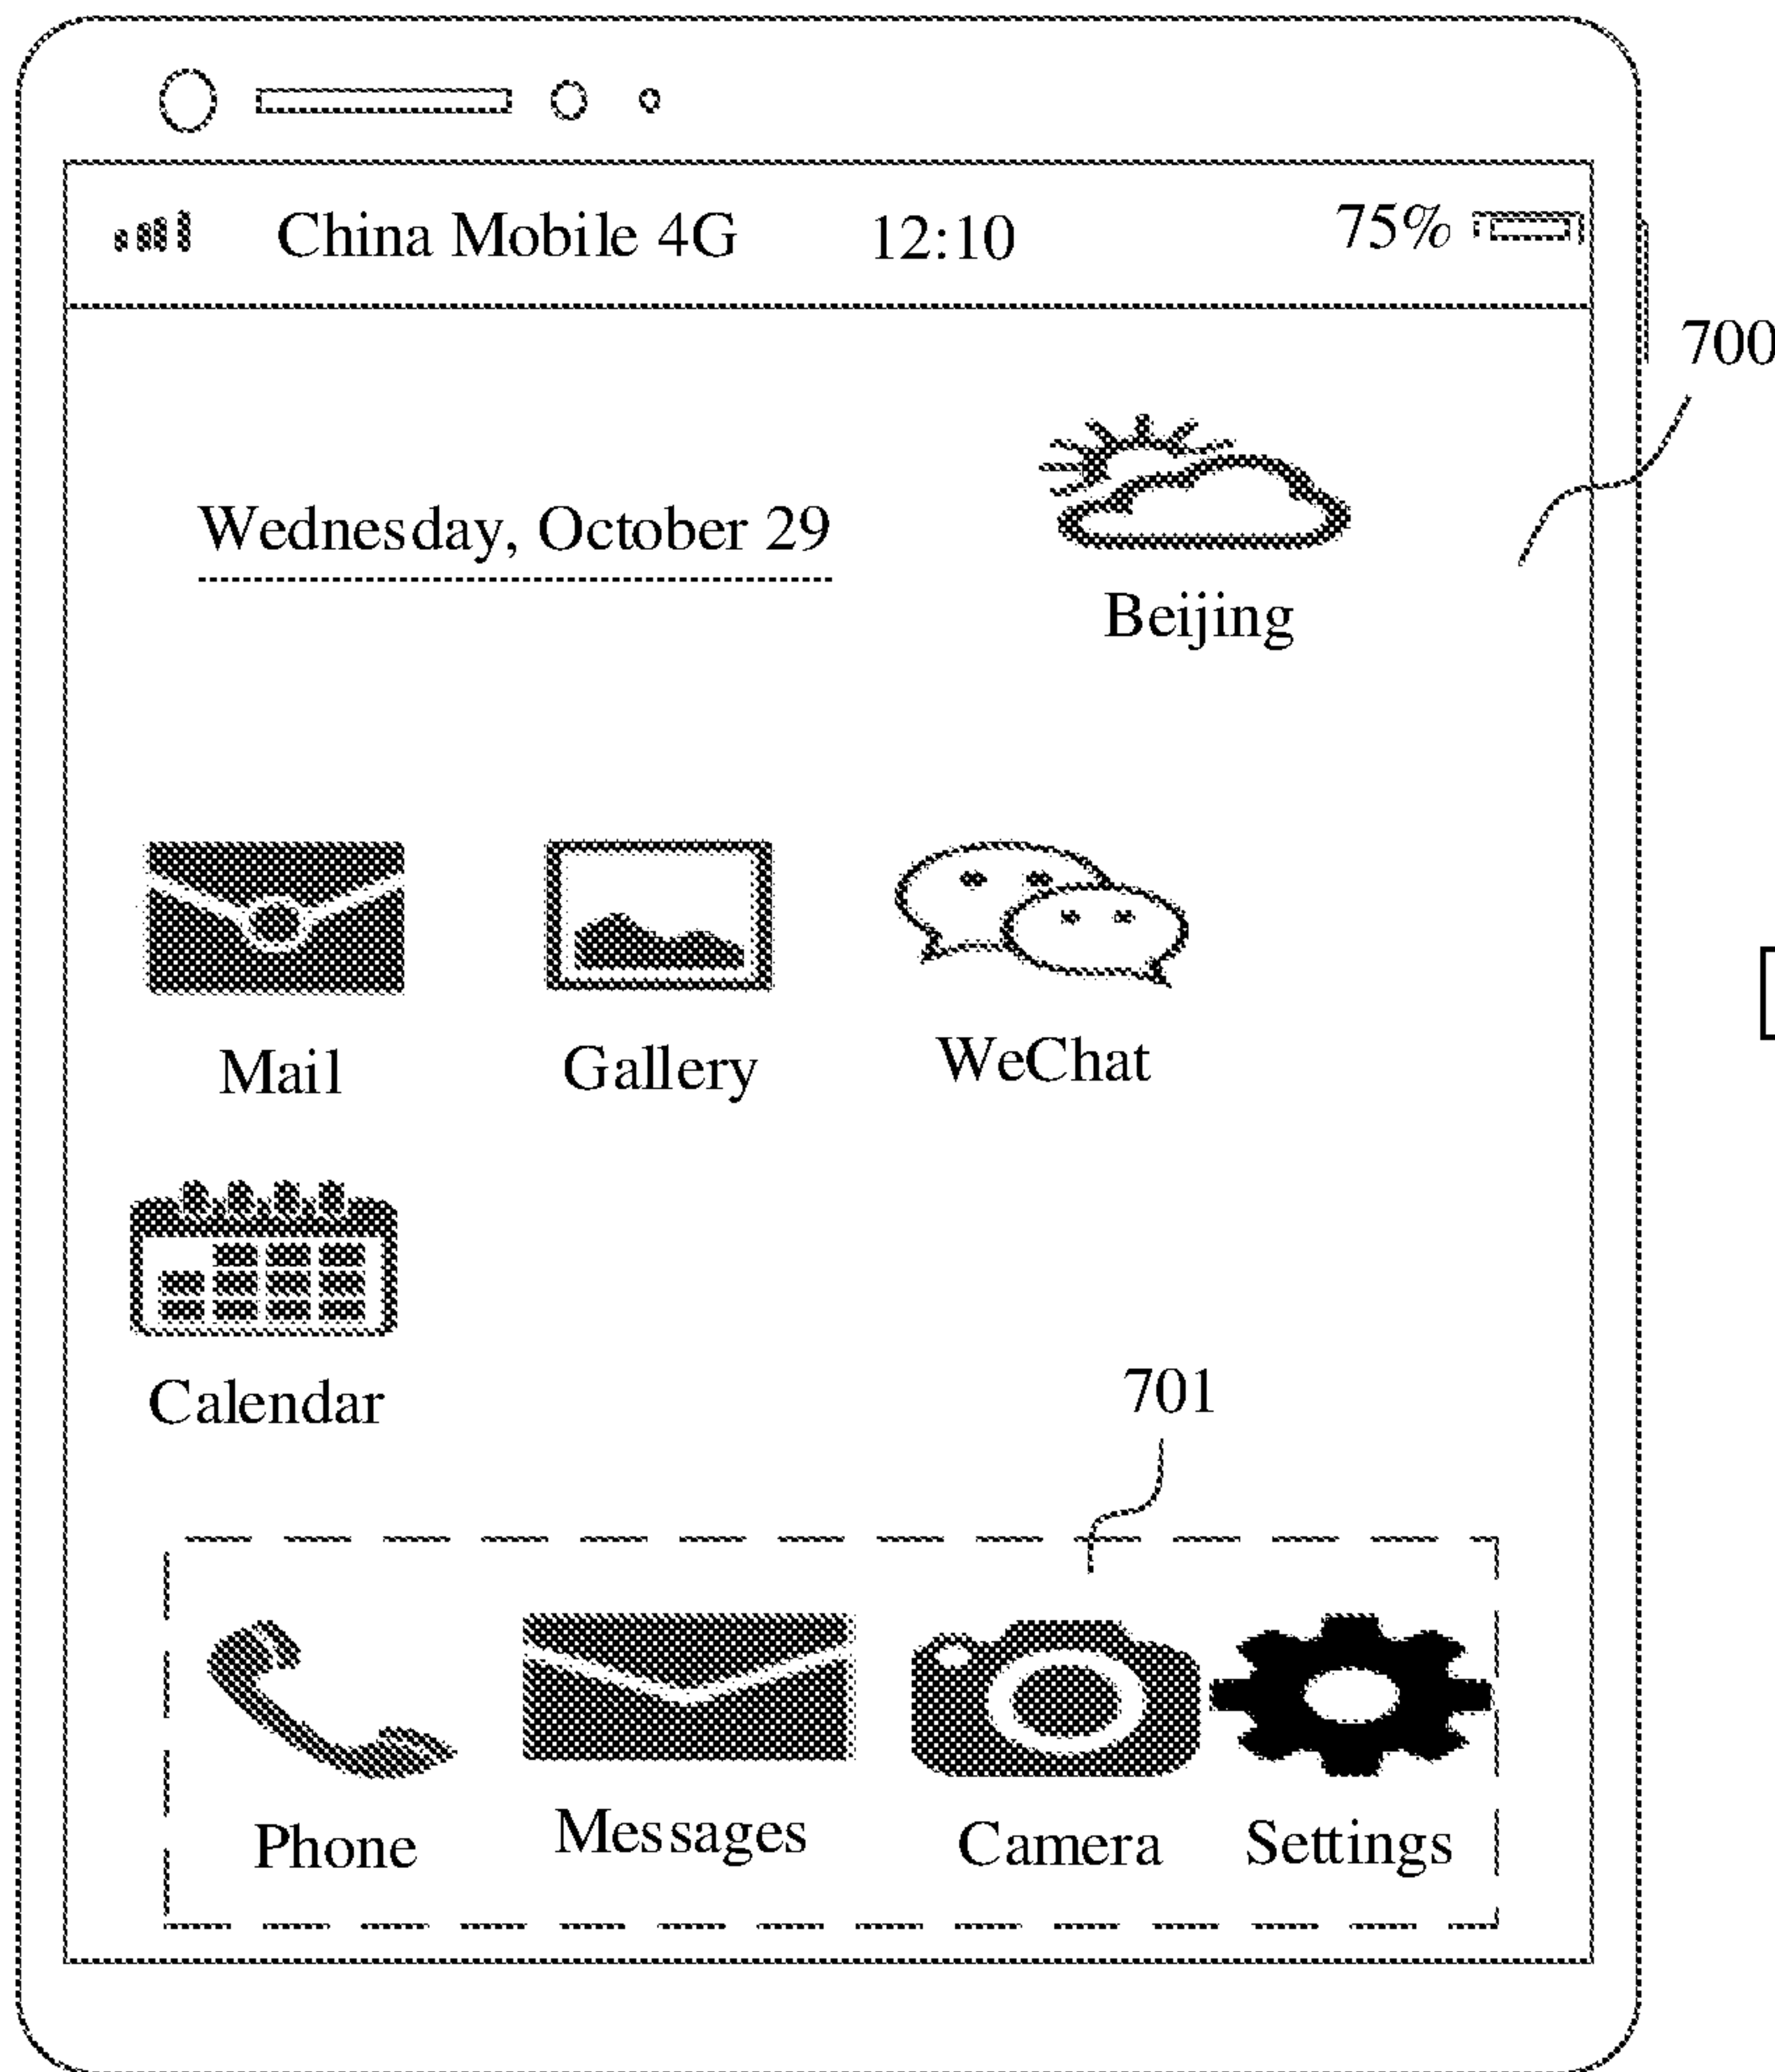 China Mobile 4G 12:10 75%
700
Wednesday, October 29
Beijing
Mail Gallery WeChat
Calendar
701
Phone Messages Camera Settings